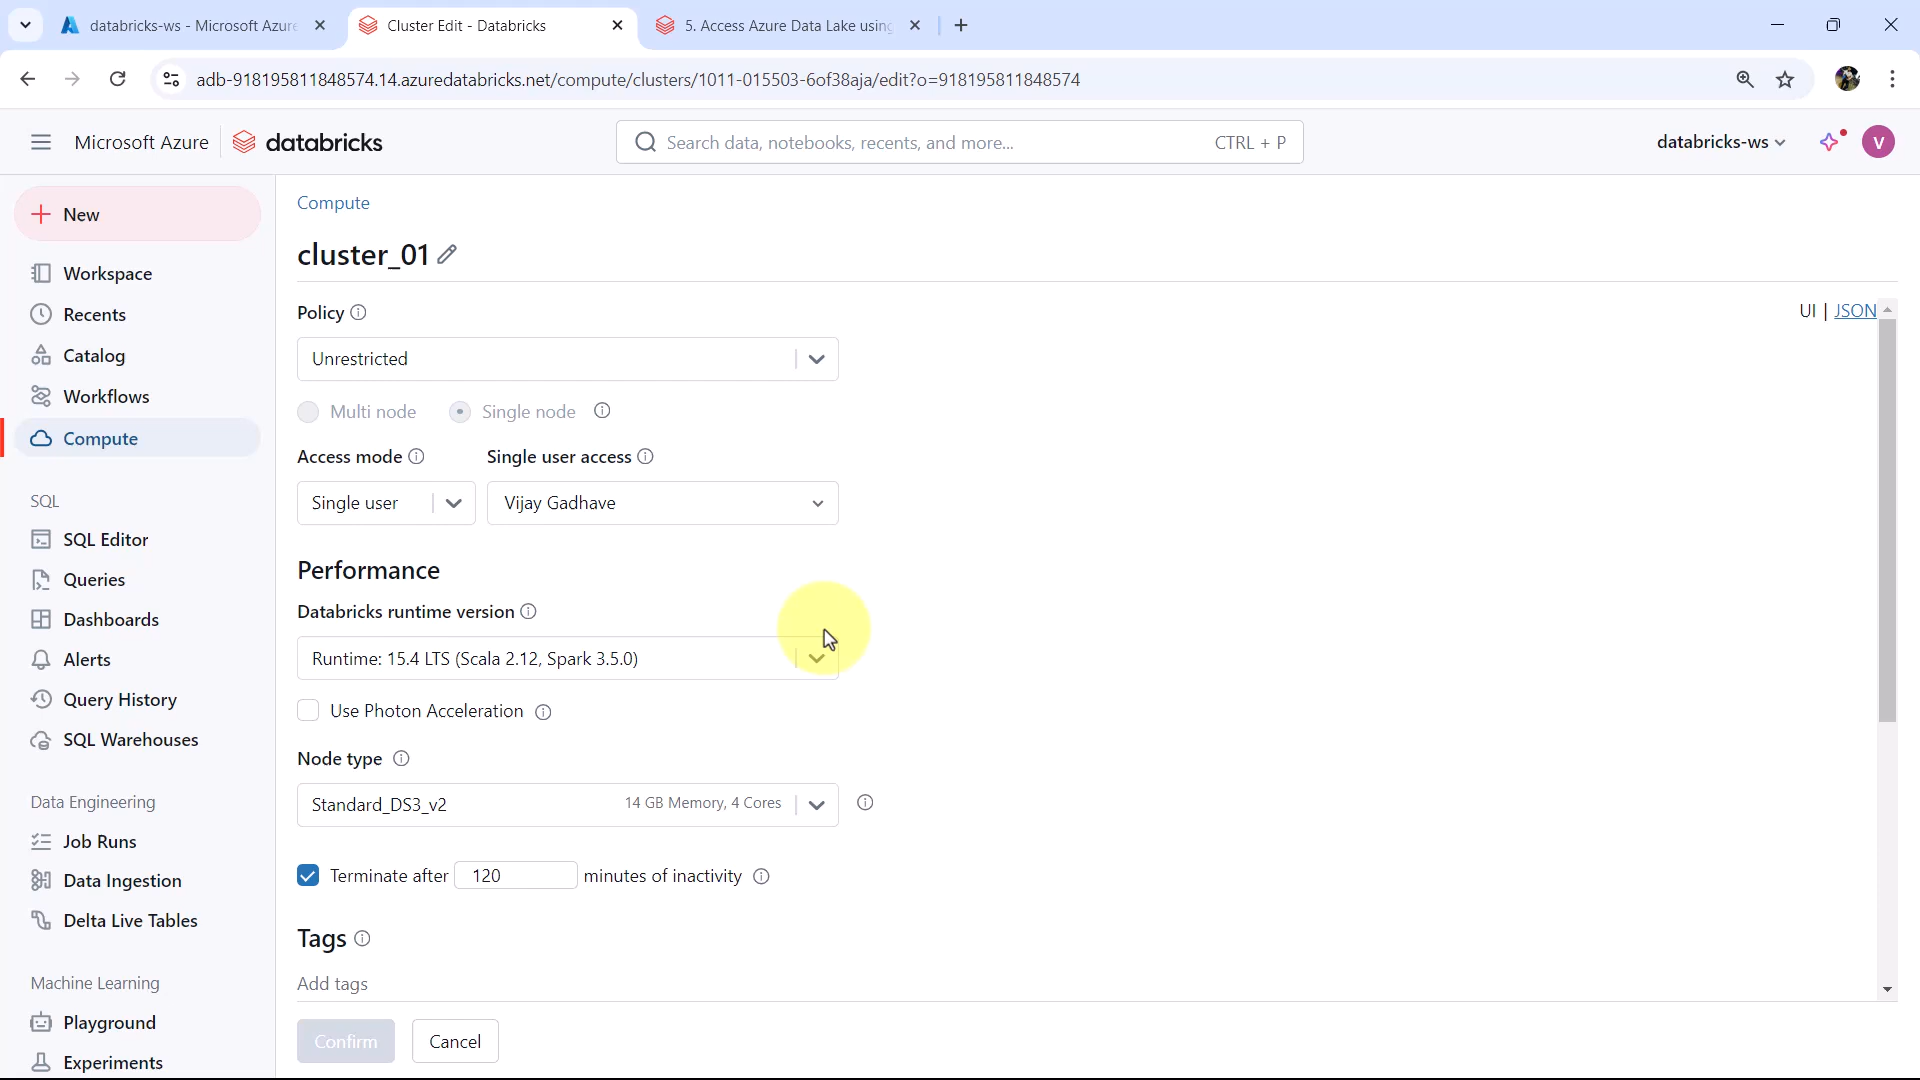 databricks-ws - Microsoft Azure
Cluster Edit - Databricks
5. Access Azure Data Lake using
adb-918195811848574.14.azuredatabricks.net/compute/clusters/1011-015503-6of38aja/edit?o=918195811848574
Microsoft Azure
databricks
Search data, notebooks, recents, and more...
CTRL + P
databricks-ws
V
New
Workspace
Recents
Catalog
Workflows
Compute
SQL
SQL Editor
Queries
Dashboards
Alerts
Query History
SQL Warehouses
Data Engineering
Job Runs
Data Ingestion
Delta Live Tables
Machine Learning
Playground
Experiments
Compute
cluster_01
UI | JSON
Policy
Unrestricted
Multi node Single node
Access mode Single user access
Single user Vijay Gadhave
Performance
Databricks runtime version
Runtime: 15.4 LTS (Scala 2.12, Spark 3.5.0)
Use Photon Acceleration
Node type
Standard_DS3_v2 14 GB Memory, 4 Cores
Terminate after 120 minutes of inactivity
Tags
Add tags
Confirm Cancel